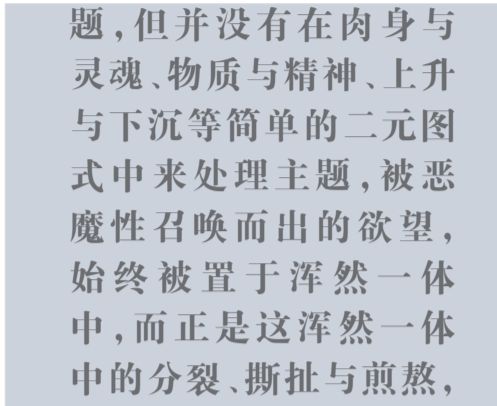 题,但并没有在肉身与
灵魂、物质与精神、上升
与下沉等简单的二元图
式中来处理主题,被恶
魔性召唤而出的欲望,
始终被置于浑然一体
中,而正是这浑然一体
中的分裂、撕扯与煎熬,